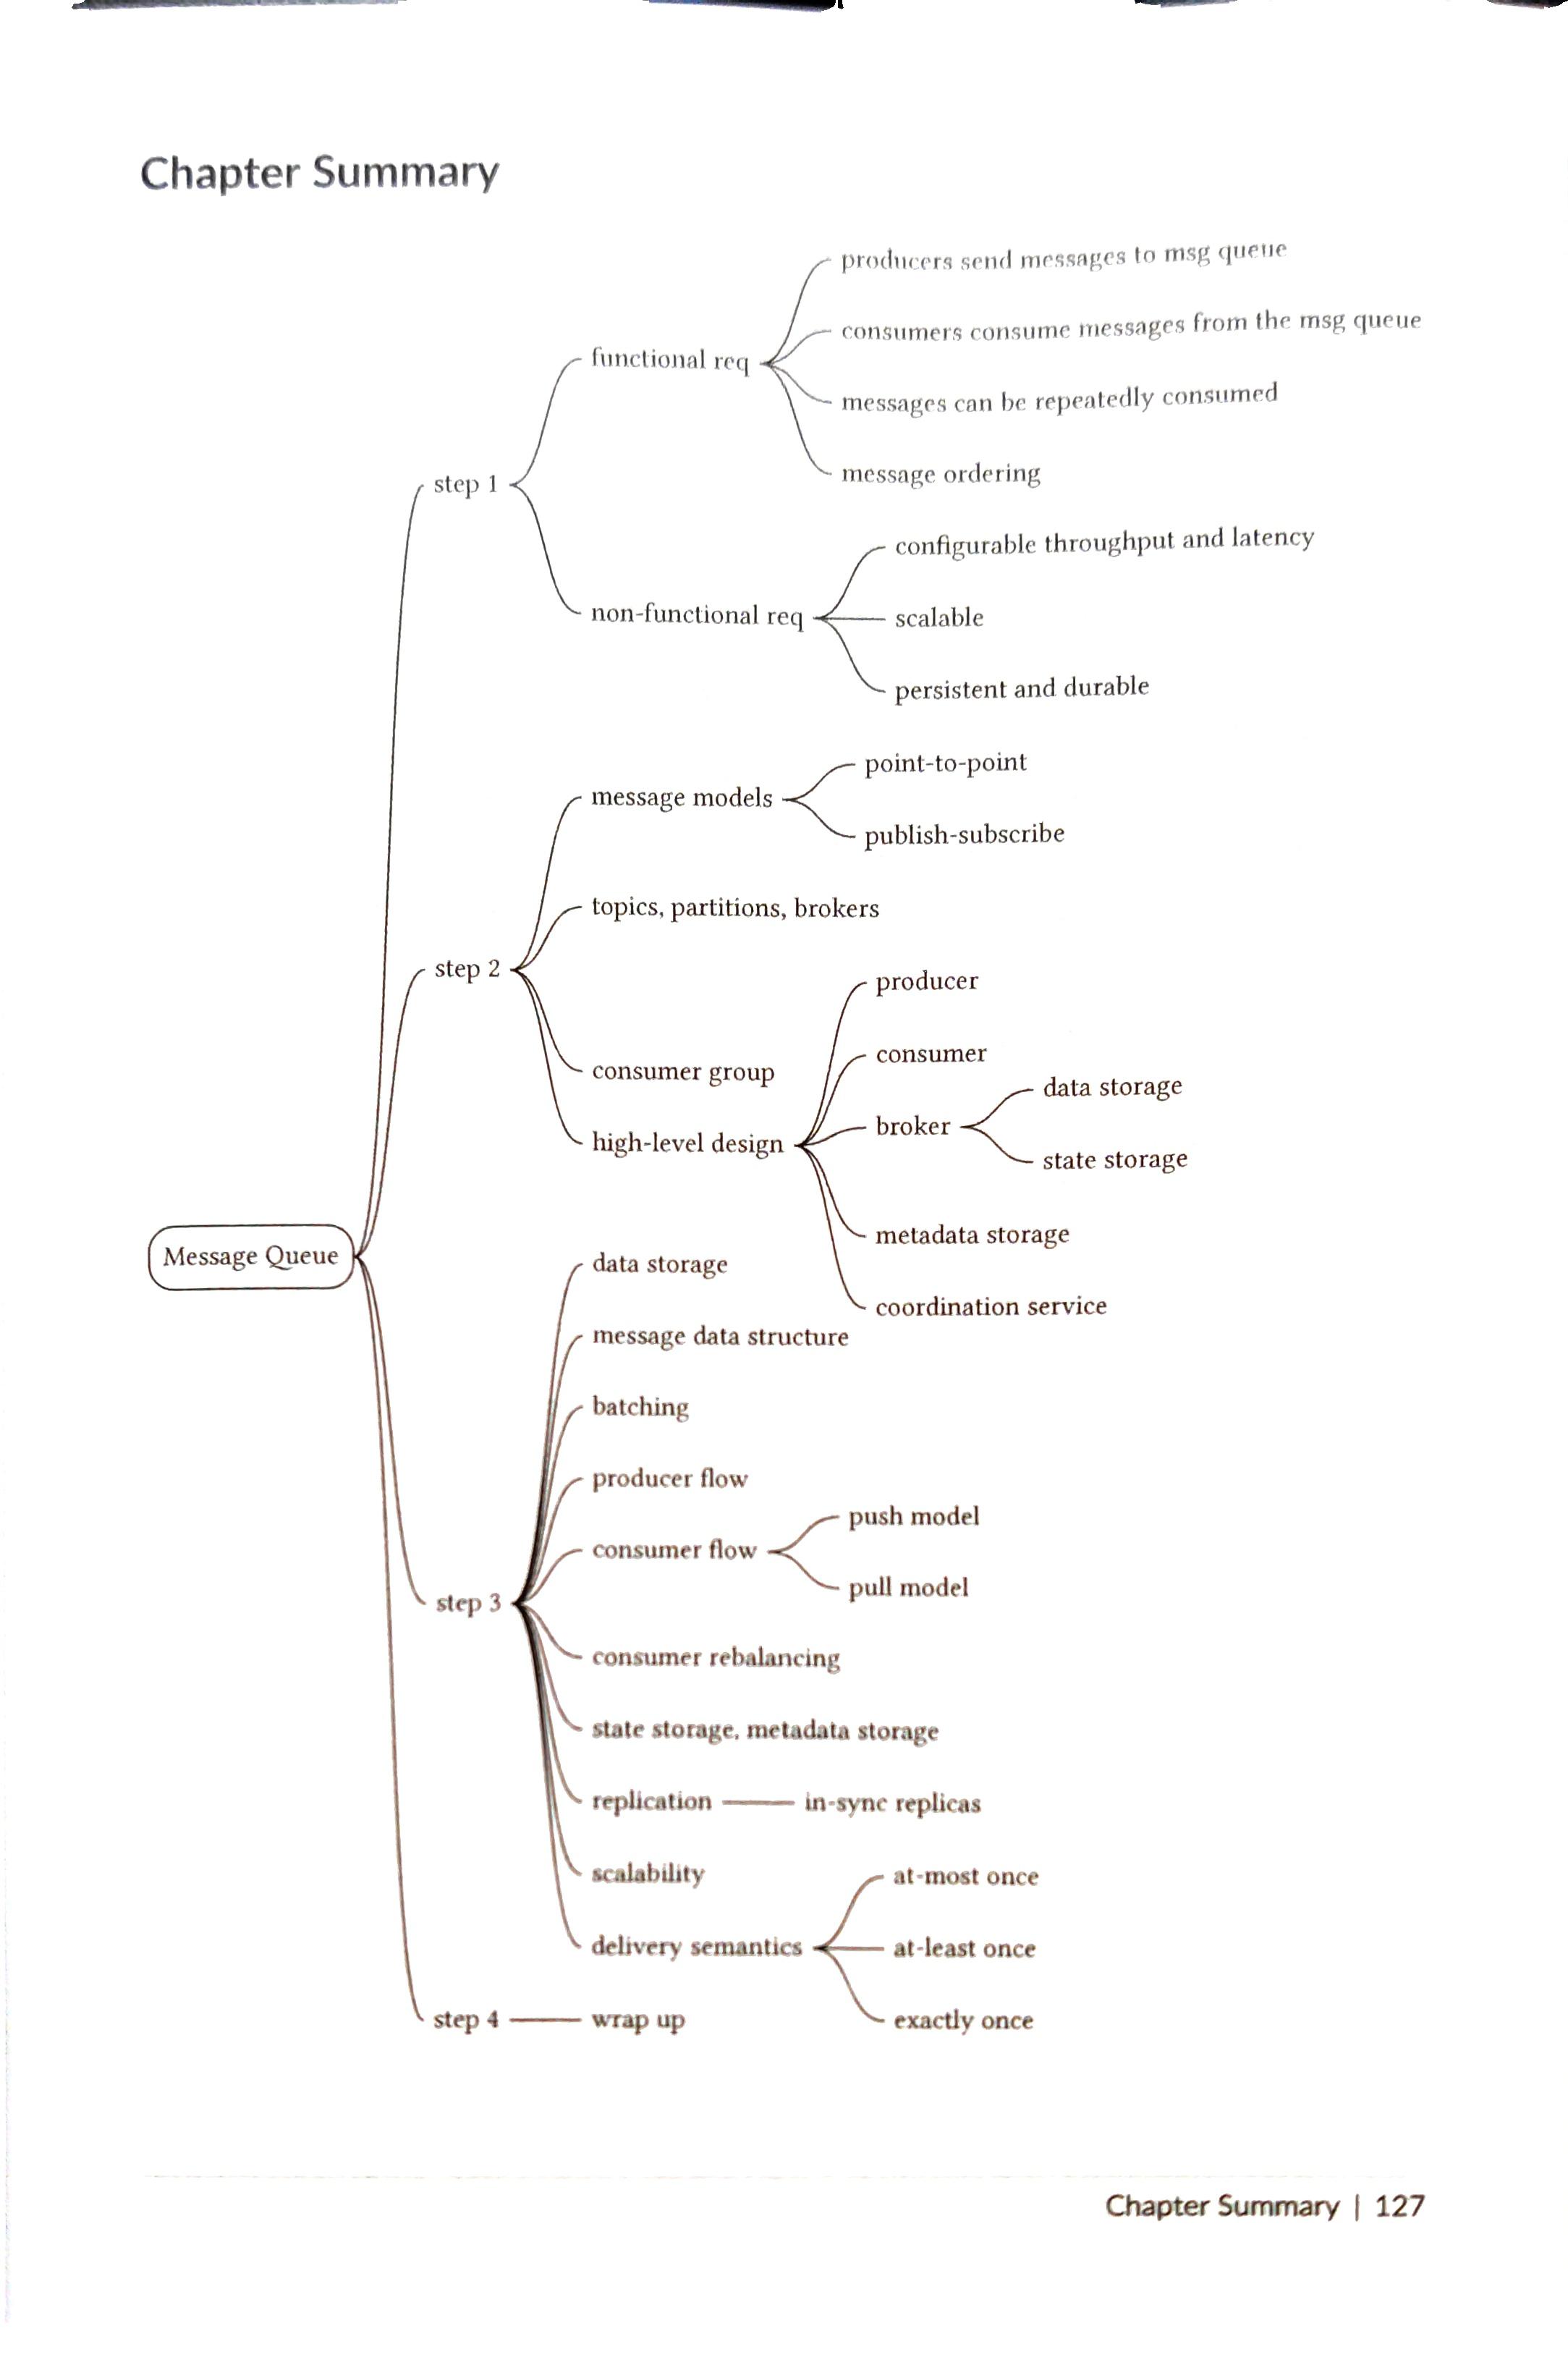 Chapter Summary
producers send messages to msg queue
consumers consume messages from the msg queue
functional req
messages can be repeatedly consumed
message ordering
step 1
configurable throughput and latency
non-functional req
scalable
persistent and durable
point-to-point
message models
publish-subscribe
topics, partitions, brokers
step 2
producer
consumer
consumer group
data storage
broker
high-level design
state storage
metadata storage
Message Queue
data storage
coordination service
message data structure
batching
producer flow
push model
consumer flow
pull model
step 3
consumer rebalancing
state storage, metadata storage
replication
in-sync replicas
scalability
at-most once
delivery semantics
at-least once
exactly once
step 4
wrap up
Chapter Summary | 127